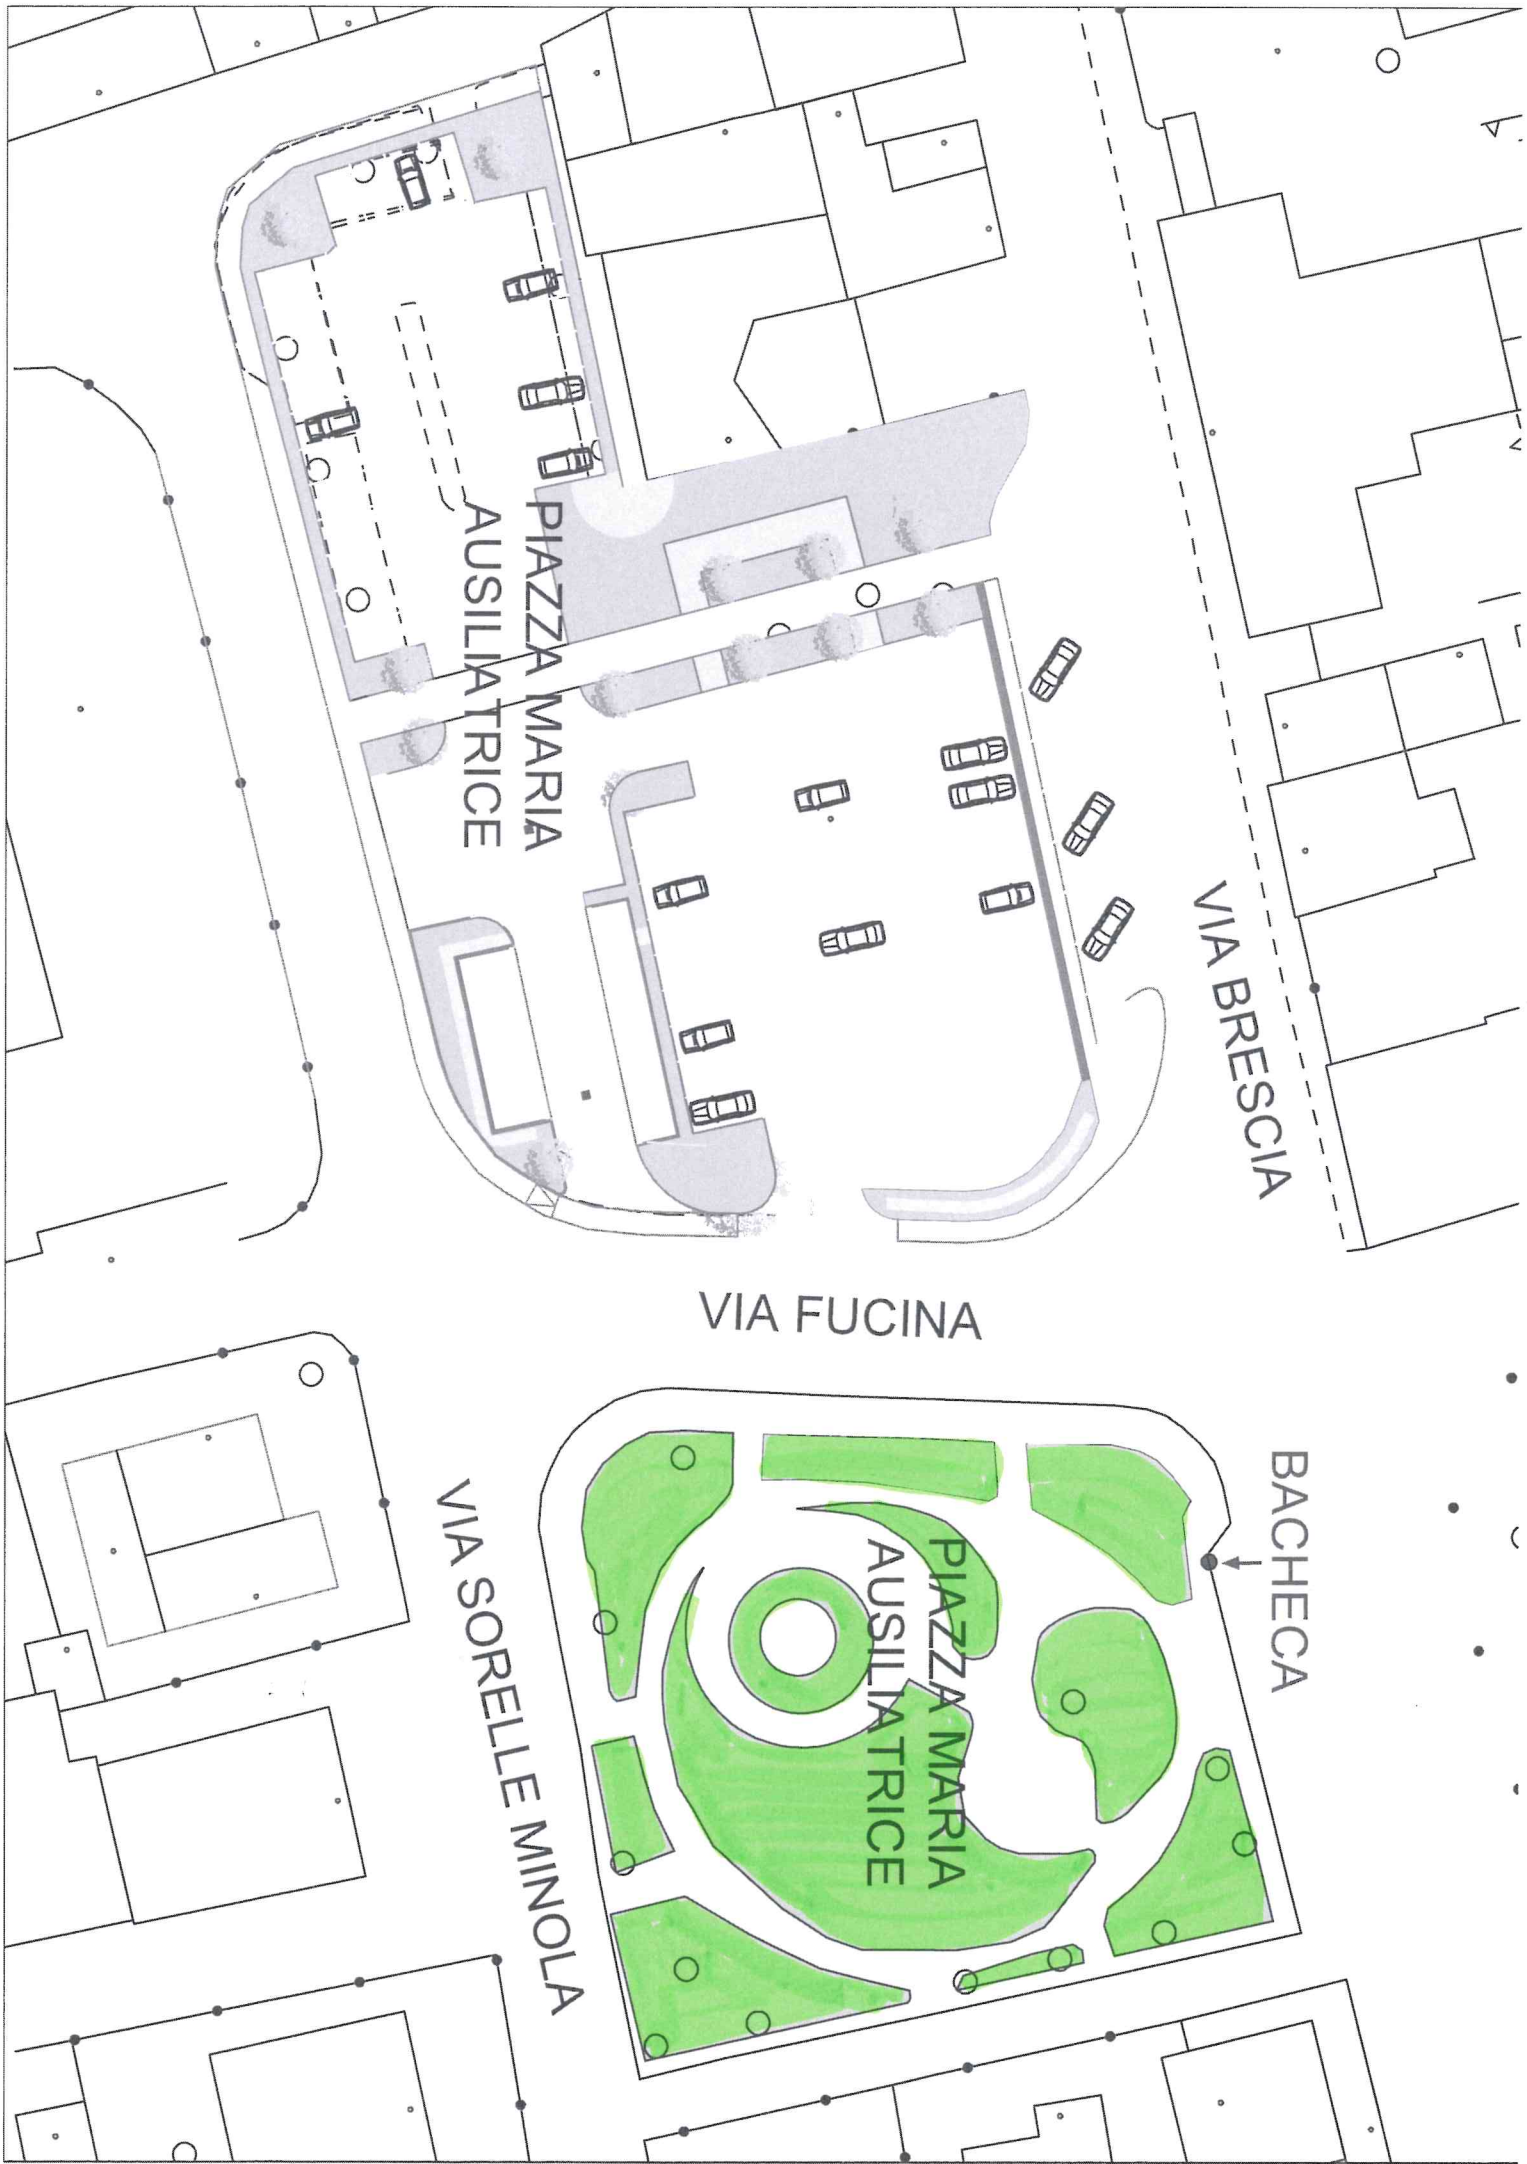 PIAZZA MARIA
AUSILIATRICE
VIA BRESCIA
VIA FUCINA
BACHECA
PIAZZA MARIA
AUSILIATRICE
VIA SORELLE MINOLA